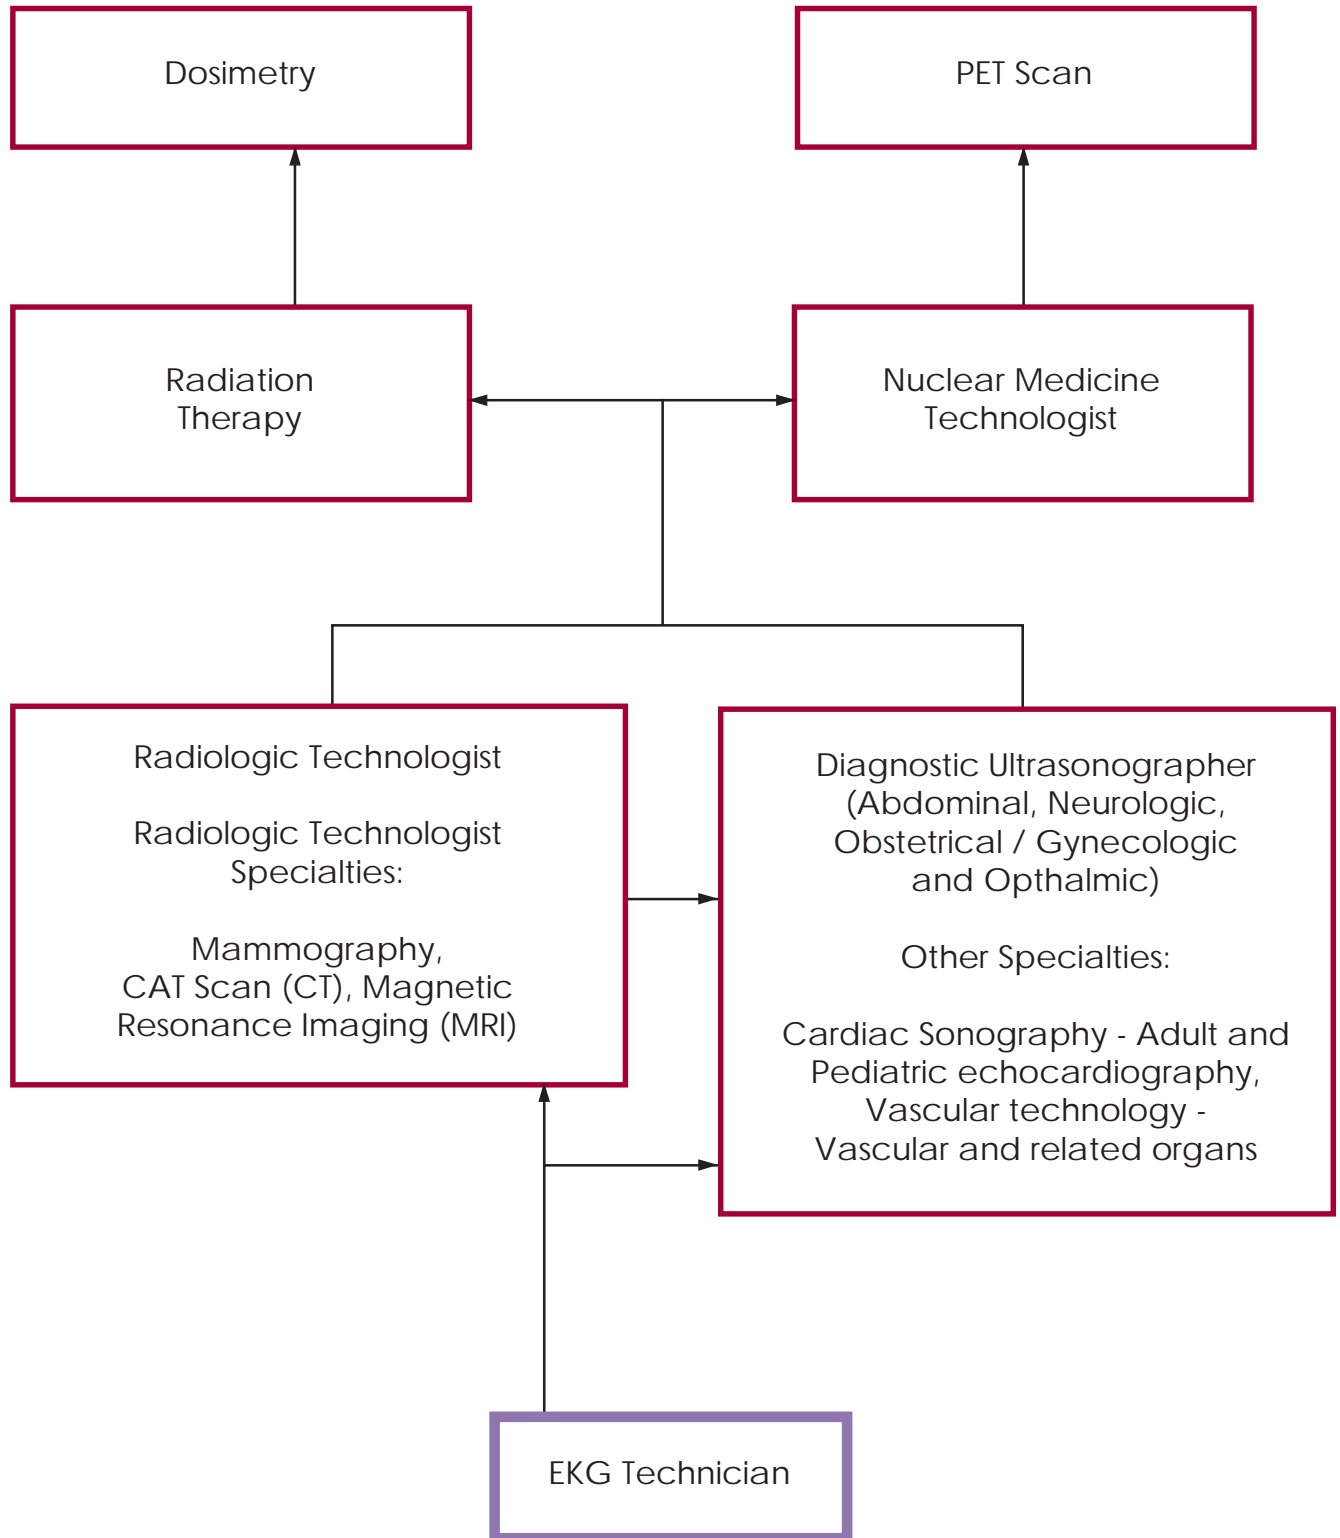 Dosimetry
PET Scan
Radiation
Therapy
Nuclear Medicine
Technologist
Radiologic Technologist
Radiologic Technologist
Specialties:
Mammography,
CAT Scan (CT), Magnetic
Resonance Imaging (MRI)
Diagnostic Ultrasonographer
(Abdominal, Neurologic,
Obstetrical / Gynecologic
and Opthalmic)
Other Specialties:
Cardiac Sonography - Adult and
Pediatric echocardiography,
Vascular technology -
Vascular and related organs
EKG Technician